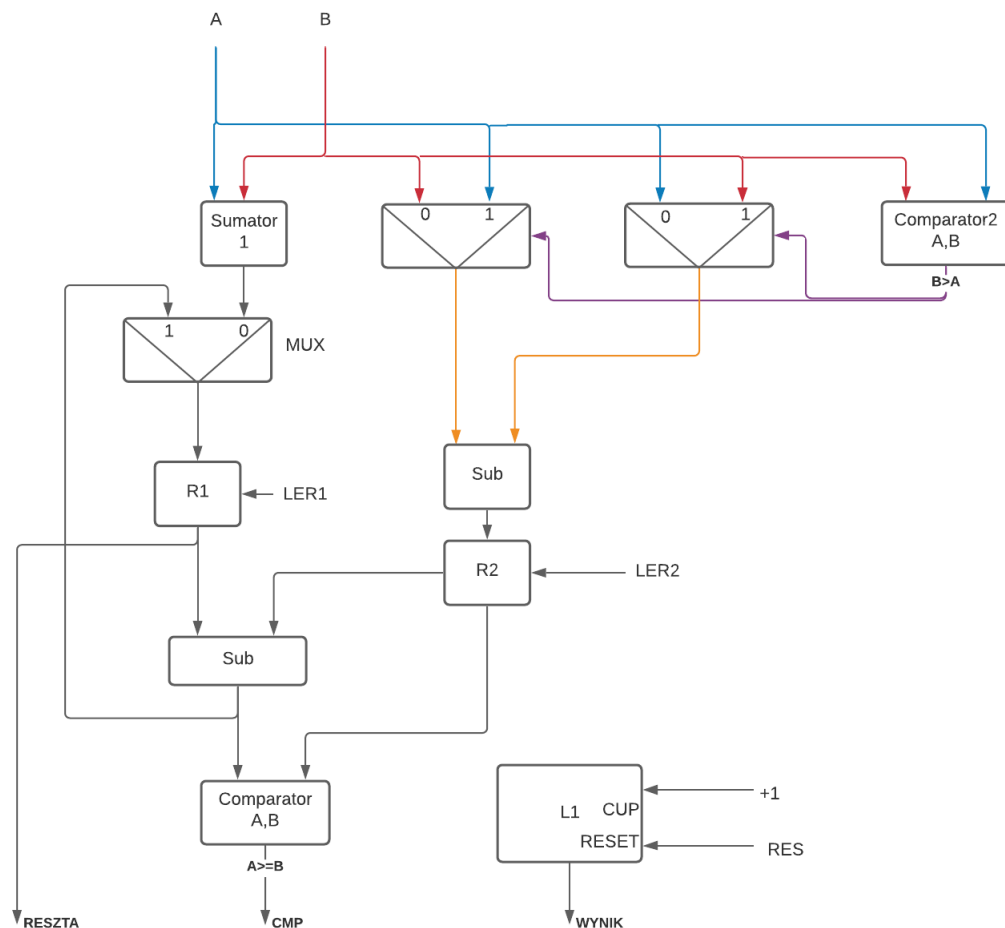 A
B
Sumator
1
0
1
0
1
Comparator2
A,B
B>A
1
0
MUX
Sub
R1
LER1
R2
LER2
Sub
Comparator
A,B
A>=B
L1
CUP
RESET
+1
RES
RESZTA
CMP
WYNIK